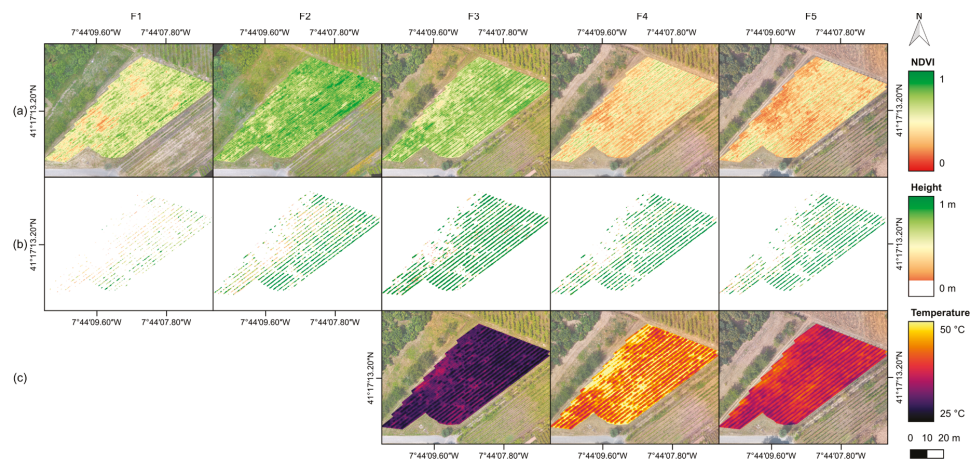 F1 F2 F3 F4 F5
7°44'09.60"W 7°44'07.80"W 7°44'09.60"W 7°44'07.80"W 7°44'09.60"W 7°44'07.80"W 7°44'09.60"W 7°44'07.80"W 7°44'09.60"W 7°44'07.80"W
NDVI
1
0
(a)
41°17'13.20"N
41°17'13.20"N
Height
1 m
0 m
(b)
41°17'13.20"N
41°17'13.20"N
7°44'09.60"W 7°44'07.80"W 7°44'09.60"W 7°44'07.80"W
Temperature
50 °C
25 °C
(c)
41°17'13.20"N
41°17'13.20"N
0 10 20 m
7°44'09.60"W 7°44'07.80"W 7°44'09.60"W 7°44'07.80"W 7°44'09.60"W 7°44'07.80"W